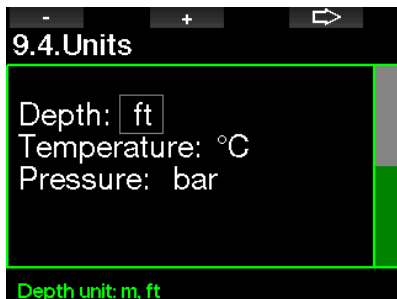 - +
9.4.Units
Depth: ft
Temperature: °C
Pressure: bar
Depth unit: m, ft